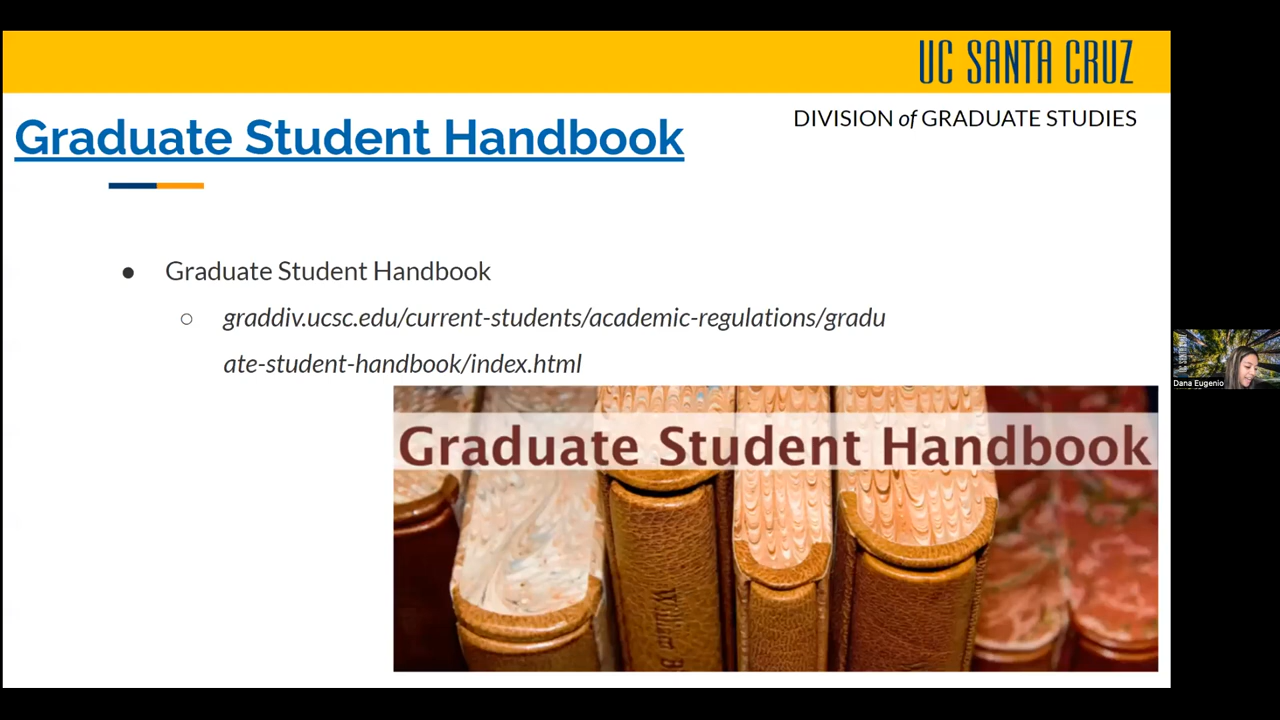 UC SANTA CRUZ
DIVISION of GRADUATE STUDIES
Graduate Student Handbook
● Graduate Student Handbook
○ graddiv.ucsc.edu/current-students/academic-regulations/gradu
ate-student-handbook/index.html
Graduate Student Handbook
Dana Eugenio